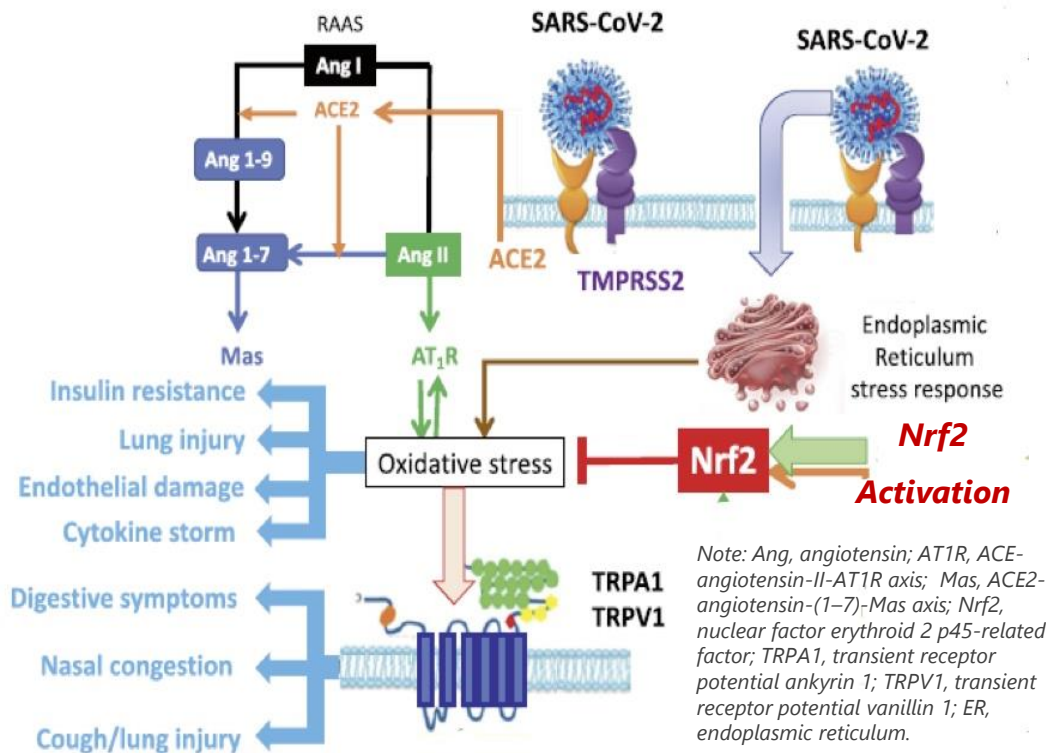 RAAS
Ang I
ACE2
Ang 1-9
Ang 1-7
Ang II
ACE2
Mas
AT₁R
SARS-CoV-2
SARS-CoV-2
TMPRSS2
Endoplasmic
Reticulum
stress response
Insulin resistance
Lung injury
Endothelial damage
Cytokine storm
Oxidative stress
Nrf2
Nrf2
Activation
TRPA1
TRPV1
Digestive symptoms
Nasal congestion
Cough/lung injury
Note: Ang, angiotensin; AT1R, ACE-
angiotensin-II-AT1R axis; Mas, ACE2-
angiotensin-(1–7)-Mas axis; Nrf2,
nuclear factor erythroid 2 p45-related
factor; TRPA1, transient receptor
potential ankyrin 1; TRPV1, transient
receptor potential vanillin 1; ER,
endoplasmic reticulum.